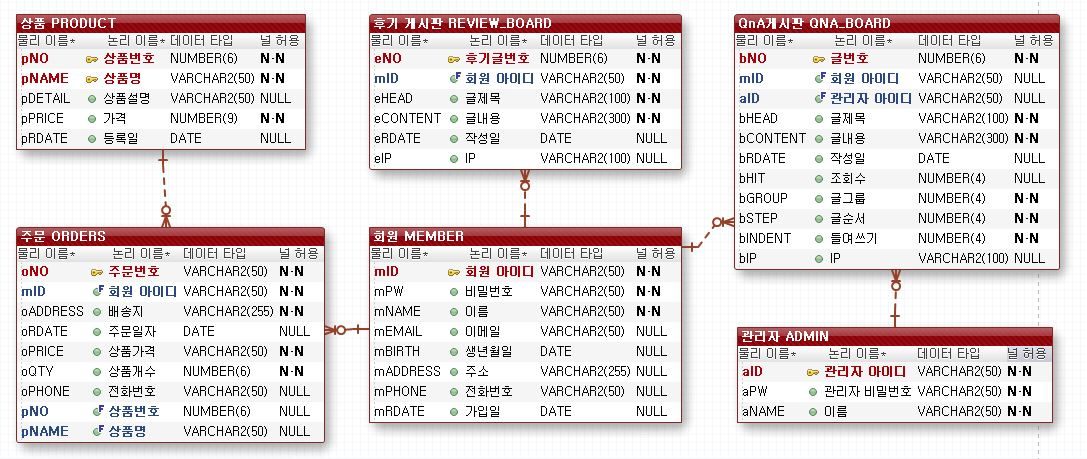 상품 PRODUCT
물리 이름* 논리 이름* 데이터 타입 널 허용
pNO 상품번호 NUMBER(6) N-N
pNAME 상품명 VARCHAR2(50) N-N
pDETAIL 상품설명 VARCHAR2(50) NULL
pPRICE 가격 NUMBER(9) N-N
pRDATE 등록일 DATE NULL
후기 게시판 REVIEW_BOARD
물리 이름* 논리 이름* 데이터 타입 널 허용
eNO 후기글번호 NUMBER(6) N-N
mID 회원 아이디 VARCHAR2(50) N-N
eHEAD 글제목 VARCHAR2(100) N-N
eCONTENT 글내용 VARCHAR2(300) N-N
eRDATE 작성일 DATE NULL
eIP IP VARCHAR2(100) NULL
QnA게시판 QNA_BOARD
물리 이름* 논리 이름* 데이터 타입 널 허용
bNO 글번호 NUMBER(6) N-N
mID 회원 아이디 VARCHAR2(50) NULL
aID 관리자 아이디 VARCHAR2(50) NULL
bHEAD 글제목 VARCHAR2(100) N-N
bCONTENT 글내용 VARCHAR2(300) N-N
bRDATE 작성일 DATE NULL
bHIT 조회수 NUMBER(4) NULL
bGROUP 글그룹 NUMBER(4) N-N
bSTEP 글순서 NUMBER(4) N-N
bINDENT 들여쓰기 NUMBER(4) N-N
bIP IP VARCHAR2(100) NULL
주문 ORDERS
물리 이름* 논리 이름* 데이터 타입 널 허용
oNO 주문번호 VARCHAR2(50) N-N
mID 회원 아이디 VARCHAR2(50) N-N
oADDRESS 배송지 VARCHAR2(255) N-N
oRDATE 주문일자 DATE NULL
oPRICE 상품가격 VARCHAR2(50) NULL
oQTY 상품개수 NUMBER(6) N-N
oPHONE 전화번호 VARCHAR2(50) NULL
pNO 상품번호 NUMBER(6) NULL
pNAME 상품명 VARCHAR2(50) NULL
회원 MEMBER
물리 이름* 논리 이름* 데이터 타입 널 허용
mID 회원 아이디 VARCHAR2(50) N-N
mPW 비밀번호 VARCHAR2(50) N-N
mNAME 이름 VARCHAR2(50) N-N
mEMAIL 이메일 VARCHAR2(50) NULL
mBIRTH 생년월일 DATE NULL
mADDRESS 주소 VARCHAR2(255) NULL
mPHONE 전화번호 VARCHAR2(50) NULL
mRDATE 가입일 DATE NULL
관리자 ADMIN
물리 이름* 논리 이름* 데이터 타입 널 허용
aID 관리자 아이디 VARCHAR2(50) N-N
aPW 관리자 비밀번호 VARCHAR2(50) N-N
aNAME 이름 VARCHAR2(50) N-N